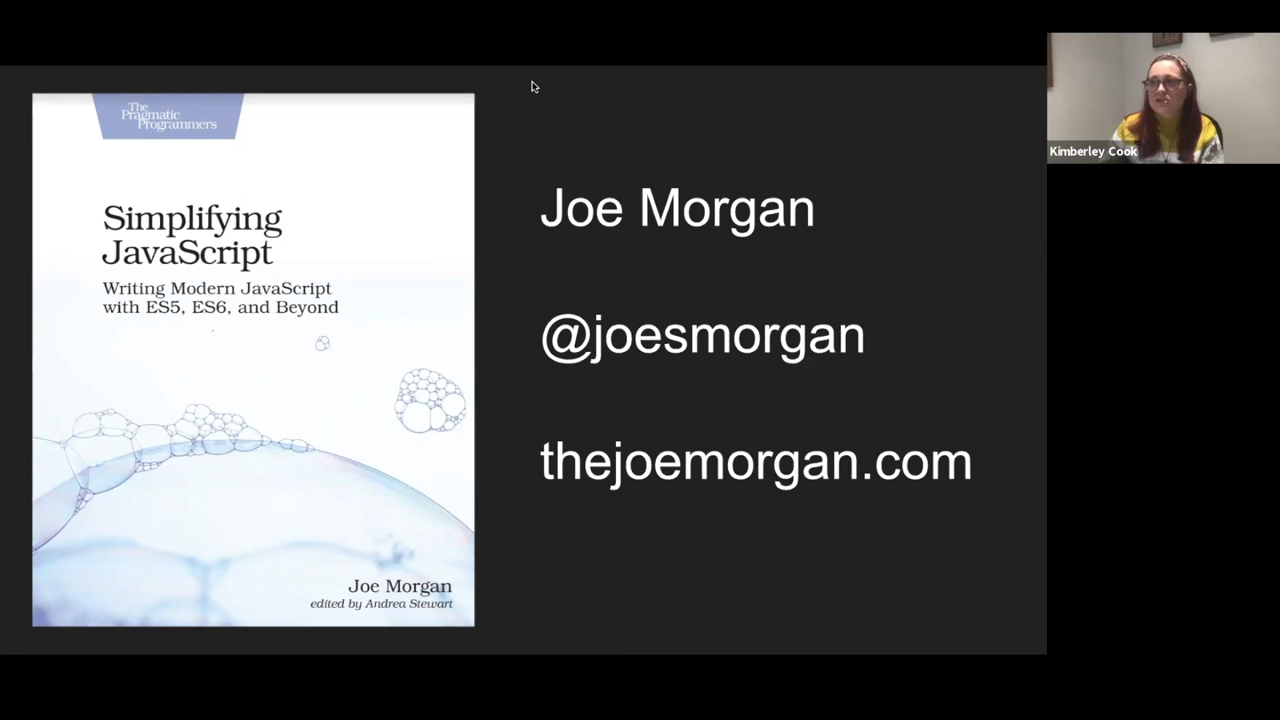 The
Pragmatic
Programmers
Simplifying
JavaScript
Writing Modern JavaScript
with ES5, ES6, and Beyond
Joe Morgan
edited by Andrea Stewart
Joe Morgan
@joesmorgan
thejoemorgan.com
Kimberley Cook